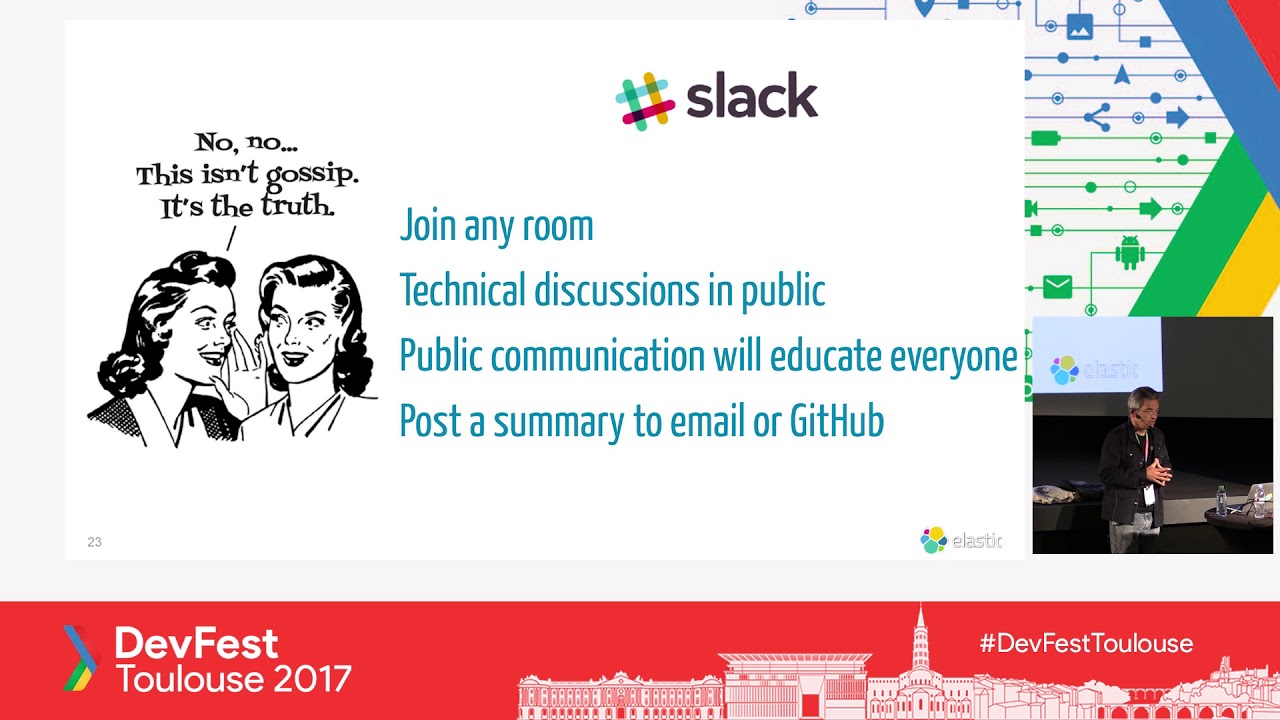 slack
No, no...
This isn't gossip.
It's the truth.
Join any room
Technical discussions in public
Public communication will educate everyone
Post a summary to email or GitHub
23
elastic
elastic
DevFest
Toulouse 2017
#DevFestToulouse